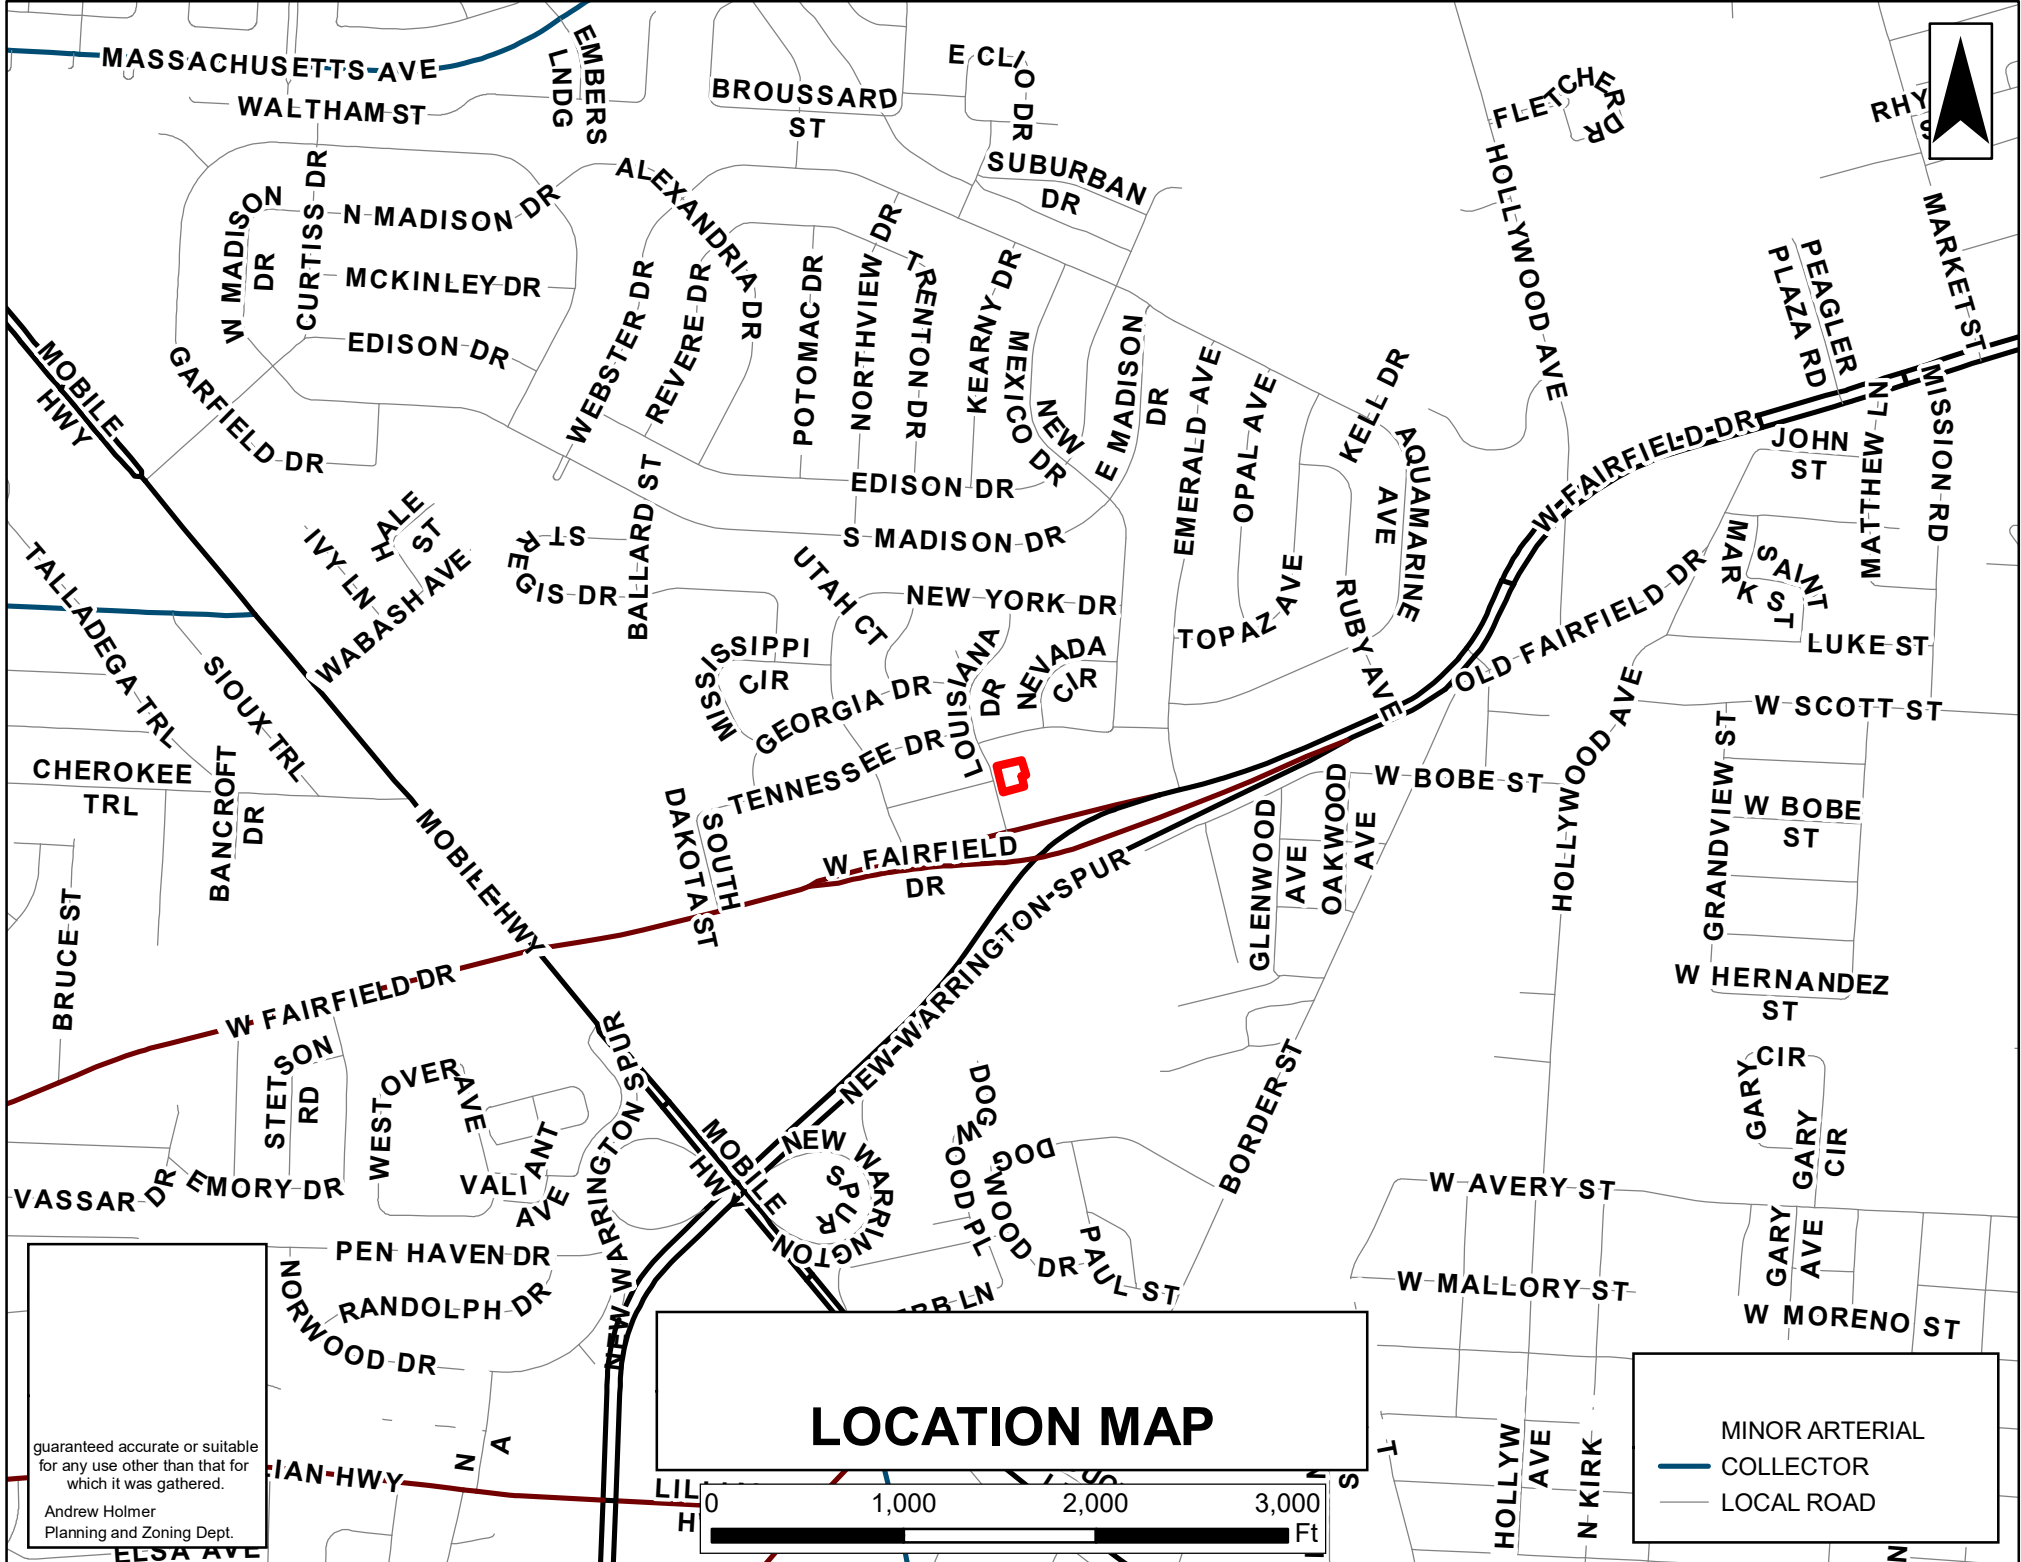 MASSACHUSETTS AVE
WALTHAM ST
EMBERS
LNDG
BROUSSARD
ST
E CLIO DR
SUBURBAN
DR
FLETCHER DR
HOLLYWOOD AVE
MARKET ST
PEAGLER
PLAZA RD
W MADISON
DR
CURTISS DR
N MADISON DR
MCKINLEY DR
EDISON DR
ALEXANDRIA DR
WEBSTER DR
REVERE DR
POTOMAC DR
NORTHVIEW DR
TRENTON DR
KEARNY DR
NEW
MEXICO DR
E MADISON
DR
EMERALD AVE
OPAL AVE
KELL DR
AQUAMARINE
AVE
MOBILE
HWY
GARFIELD DR
EDISON DR
S MADISON DR
BALLARD ST
ST REGIS DR
HALE
ST
IVY LN
WABASH AVE
W FAIRFIELD DR
JOHN
ST
MATTHEW LN
MISSION RD
SAINT
MARK ST
LUKE ST
OLD FAIRFIELD DR
TALLADEGA TRL
SIOUX TRL
UTAH CT
NEW YORK DR
TOPAZ AVE
RUBY AVE
MISSISSIPPI
CIR
GEORGIA DR
LOUISIANA
DR
NEVADA
CIR
TENNESSEE DR
W SCOTT ST
GRANDVIEW ST
HOLLYWOOD AVE
CHEROKEE
TRL
BANCROFT
DR
SOUTH
DAKOTA ST
W FAIRFIELD
DR
W BOBE ST
W BOBE
ST
GLENWOOD
AVE
OAKWOOD
AVE
MOBILE HWY
BRUCE ST
W FAIRFIELD DR
NEW WARRINGTON SPUR
W HERNANDEZ
ST
STETSON
RD
WESTOVER AVE
VALIANT
AVE
NEW WARRINGTON SPUR
MOBILE
HWY
NEW WARRINGTON
SPUR
DOGWOOD PL
DOGWOOD DR
BORDER ST
GARY CIR
GARY
CIR
VASSAR DR
EMORY DR
PEN HAVEN DR
RANDOLPH DR
NORWOOD DR
PAUL ST
W AVERY ST
W MALLORY ST
GARY
AVE
W MORENO ST
LN
LOCATION MAP
guaranteed accurate or suitable
for any use other than that for
which it was gathered.
Andrew Holmer
Planning and Zoning Dept.
HWY
ELSA AVE
0 1,000 2,000 3,000
Ft
AVE
N KIRK
MINOR ARTERIAL
COLLECTOR
LOCAL ROAD